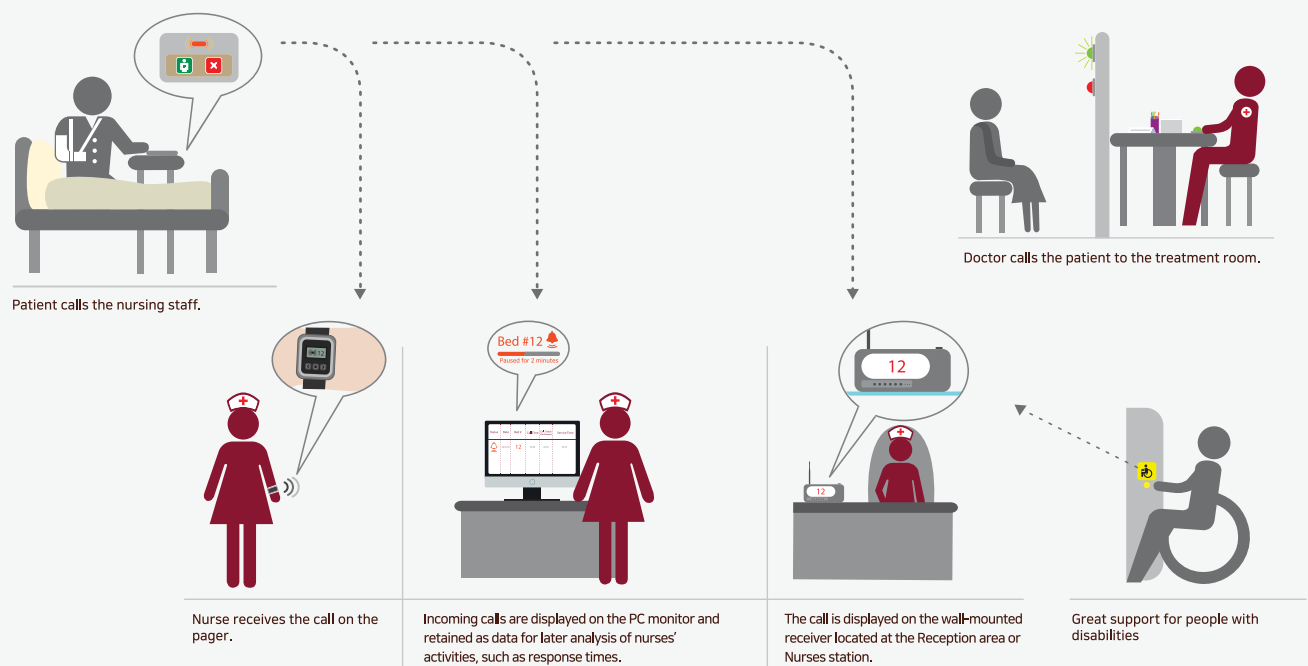 Patient calls the nursing staff.
Doctor calls the patient to the treatment room.
12
Bed #12
Paused for 2 minutes
12
12
12
Nurse receives the call on the
pager.
Incoming calls are displayed on the PC monitor and
retained as data for later analysis of nurses'
activities, such as response times.
The call is displayed on the wall-mounted
receiver located at the Reception area or
Nurses station.
Great support for people with
disabilities